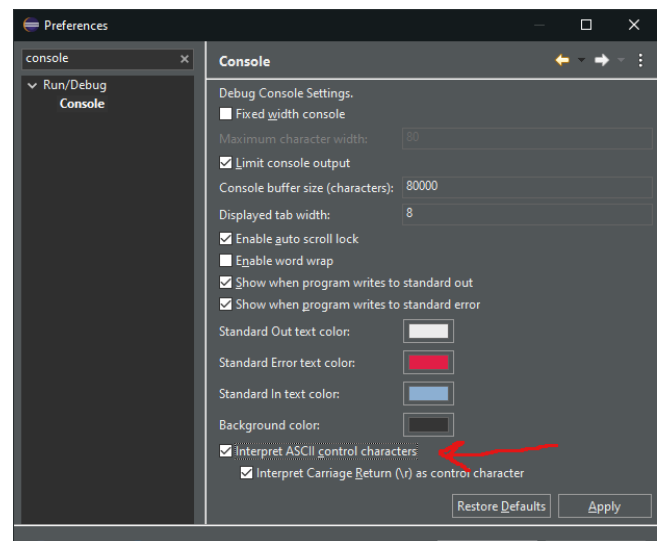 Preferences
console
Console
Run/Debug
Console
Debug Console Settings.
Fixed width console
Maximum character width: 80
Limit console output
Console buffer size (characters): 80000
Displayed tab width: 8
Enable auto scroll lock
Enable word wrap
Show when program writes to standard out
Show when program writes to standard error
Standard Out text color:
Standard Error text color:
Standard In text color:
Background color:
Interpret ASCII control characters
Interpret Carriage Return (\r) as control character
Restore Defaults Apply